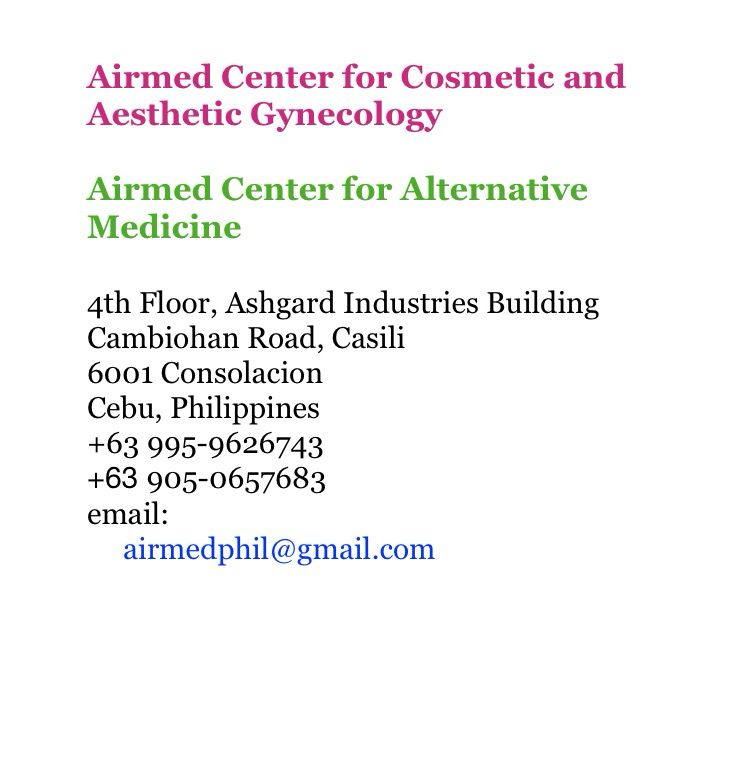 Airmed Center for Cosmetic and
Aesthetic Gynecology
Airmed Center for Alternative
Medicine
4th Floor, Ashgard Industries Building
Cambiohan Road, Casili
6001 Consolacion
Cebu, Philippines
+63 995-9626743
+63 905-0657683
email:
airmedphil@gmail.com